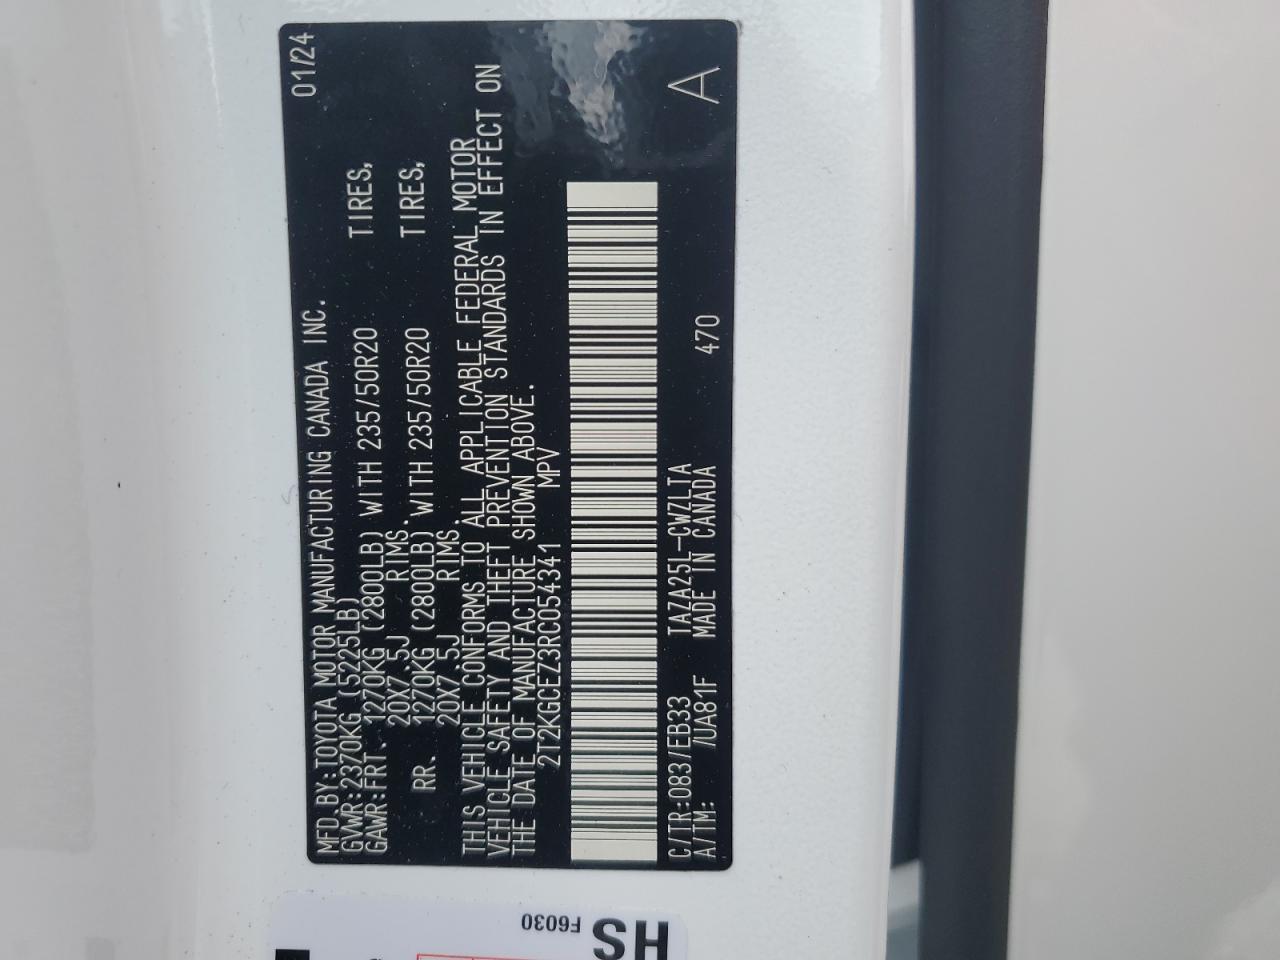 MFD.BY:TOYOTA MOTOR MANUFACTURING CANADA INC. 01/24
GVWR:2370KG (5225LB)
GAWR:FRT. 1270KG (2800LB) WITH 235/50R20 TIRES,
20X7.5J RIMS.
RR. 1270KG (2800LB) WITH 235/50R20 TIRES,
20X7.5J RIMS.
THIS VEHICLE CONFORMS TO ALL APPLICABLE FEDERAL MOTOR
VEHICLE SAFETY AND THEFT PREVENTION STANDARDS IN EFFECT ON
THE DATE OF MANUFACTURE SHOWN ABOVE.
2T2KGCEZ3RC054341 MPV
C/TR:083/EB33 TAZA25L-CWZLTA A
A/TM: /UA81F MADE IN CANADA 470
HS
F6030